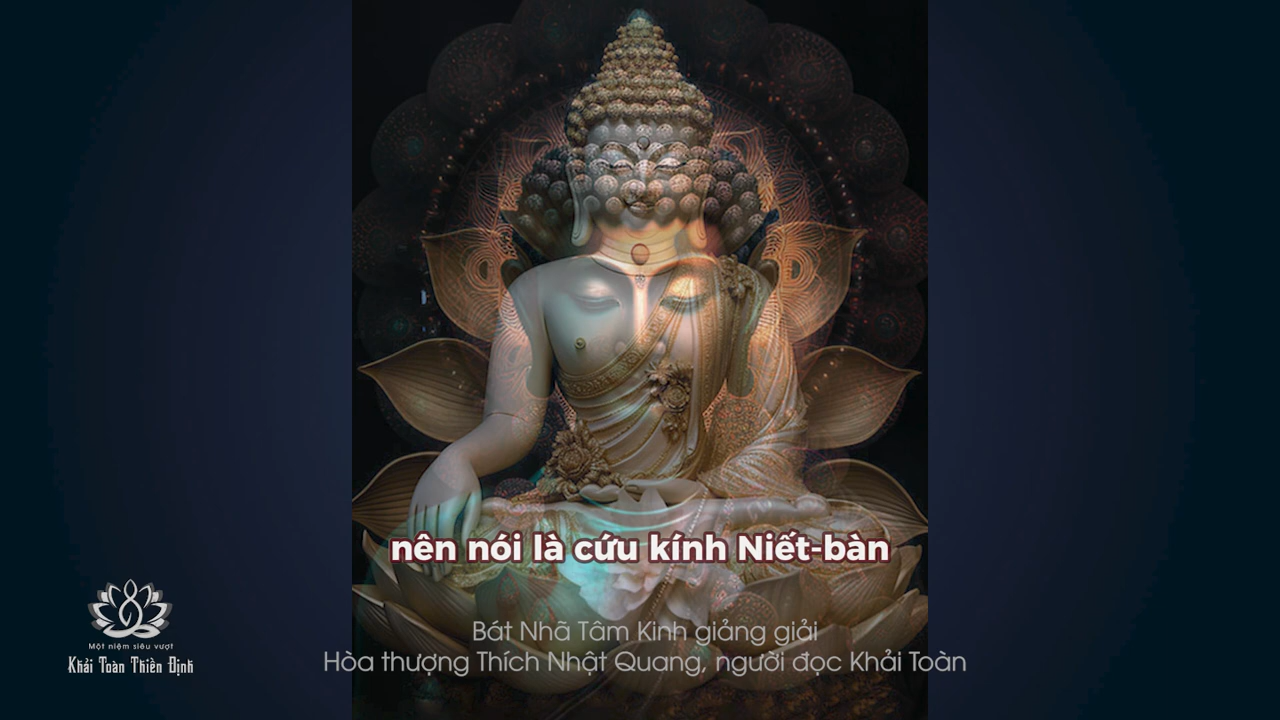 nên nói là cứu kính Niết-bàn
Bát Nhã Tâm Kinh giảng giải
Hòa thượng Thích Nhật Quang, người đọc Khải Toàn
Một niệm siêu vượt
Khải Toàn Thiền Định